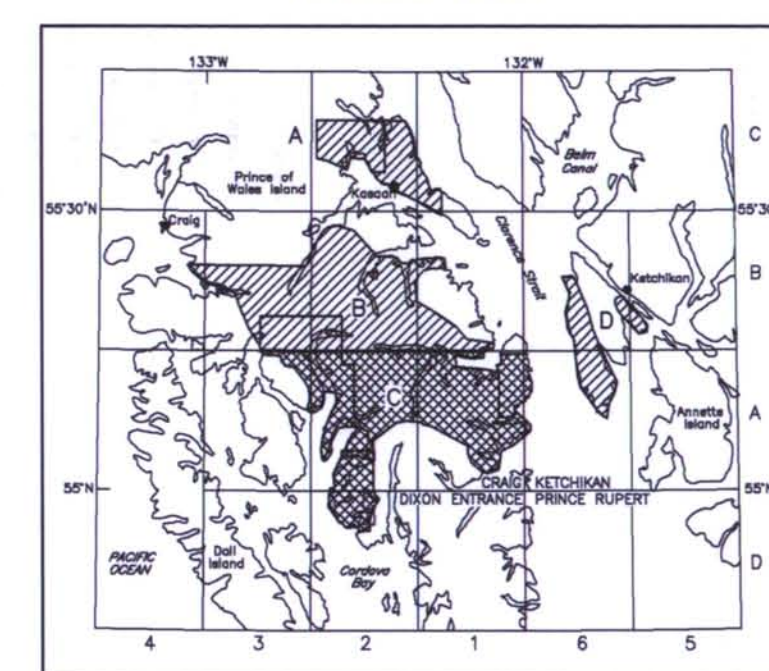 133°W 132°W
A
Behm
Canal
C
Prince of
Wales Island
Kasaan
55°30'N
55°30'
Craig
Clarence Strait
Ketchikan
B
B
D
C
Annette
Island
A
CRAIG KETCHIKAN
55°N
DIXON ENTRANCE PRINCE RUPERT
55°N
PACIFIC
OCEAN
Dall
Island
Cordova
Bay
D
4 3 2 1 6 5